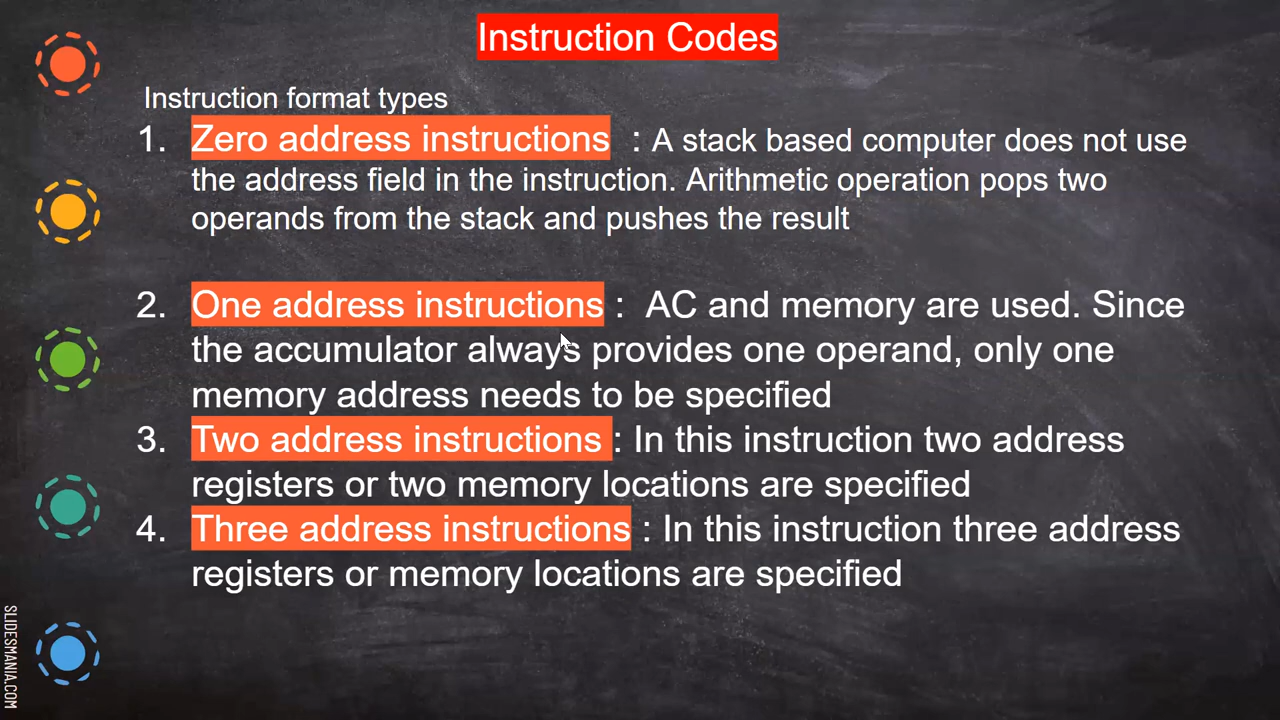 Instruction Codes
Instruction format types
1. Zero address instructions : A stack based computer does not use
the address field in the instruction. Arithmetic operation pops two
operands from the stack and pushes the result
2. One address instructions : AC and memory are used. Since
the accumulator always provides one operand, only one
memory address needs to be specified
3. Two address instructions : In this instruction two address
registers or two memory locations are specified
4. Three address instructions : In this instruction three address
registers or memory locations are specified
SLIDESMANIA.COM